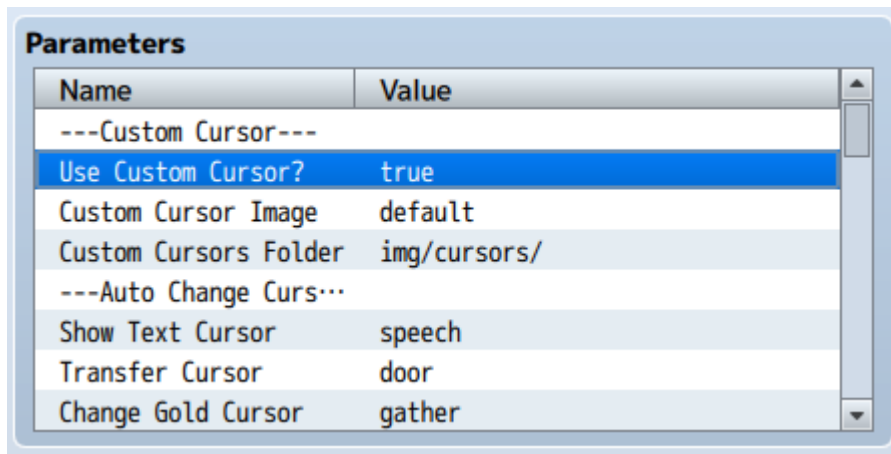 Parameters
Name Value
---Custom Cursor---
Use Custom Cursor? true
Custom Cursor Image default
Custom Cursors Folder img/cursors/
---Auto Change Curs…
Show Text Cursor speech
Transfer Cursor door
Change Gold Cursor gather